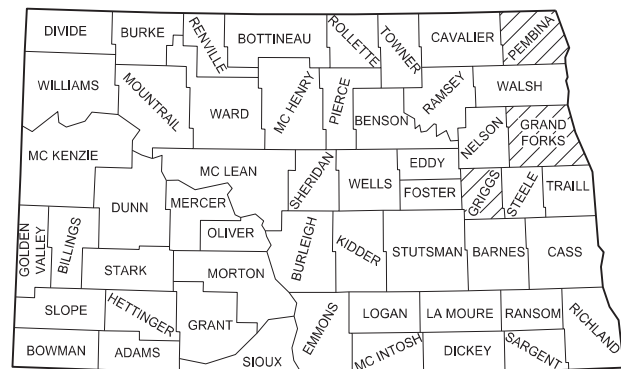 DIVIDE
BURKE
RENVILLE
BOTTINEAU
ROLLETTE
TOWNER
CAVALIER
PEMBINA
WILLIAMS
MOUNTRAIL
WARD
MC HENRY
PIERCE
BENSON
RAMSEY
WALSH
NELSON
GRAND
FORKS
MC KENZIE
MC LEAN
SHERIDAN
WELLS
EDDY
FOSTER
GRIGGS
STEELE
TRAILL
DUNN
MERCER
OLIVER
GOLDEN
VALLEY
BILLINGS
STARK
MORTON
BURLEIGH
KIDDER
STUTSMAN
BARNES
CASS
SLOPE
HETTINGER
GRANT
EMMONS
LOGAN
LA MOURE
RANSOM
RICHLAND
BOWMAN
ADAMS
SIOUX
MC INTOSH
DICKEY
SARGENT